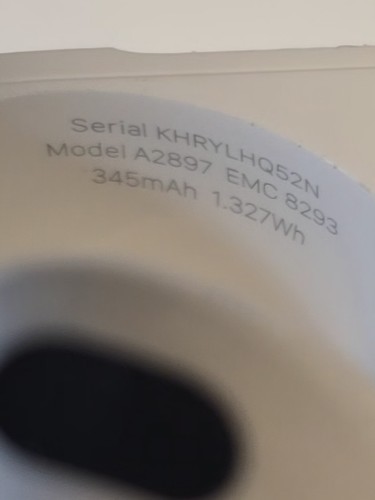 Serial KHRYLHQ52N
Model A2897 EMC 8293
345mAh 1.327Wh